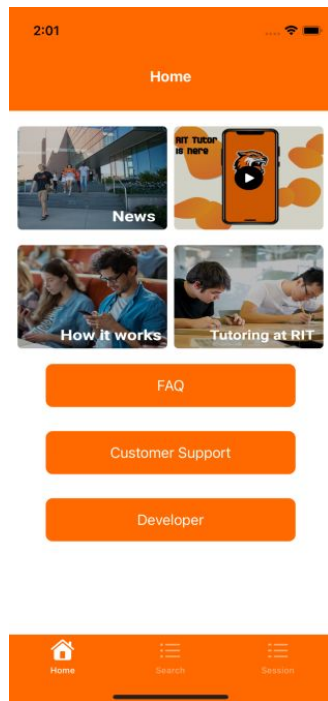 2:01
Home
RIT Tutor
is here
News
How it works
Tutoring at RIT
FAQ
Customer Support
Developer
Home
Search
Session